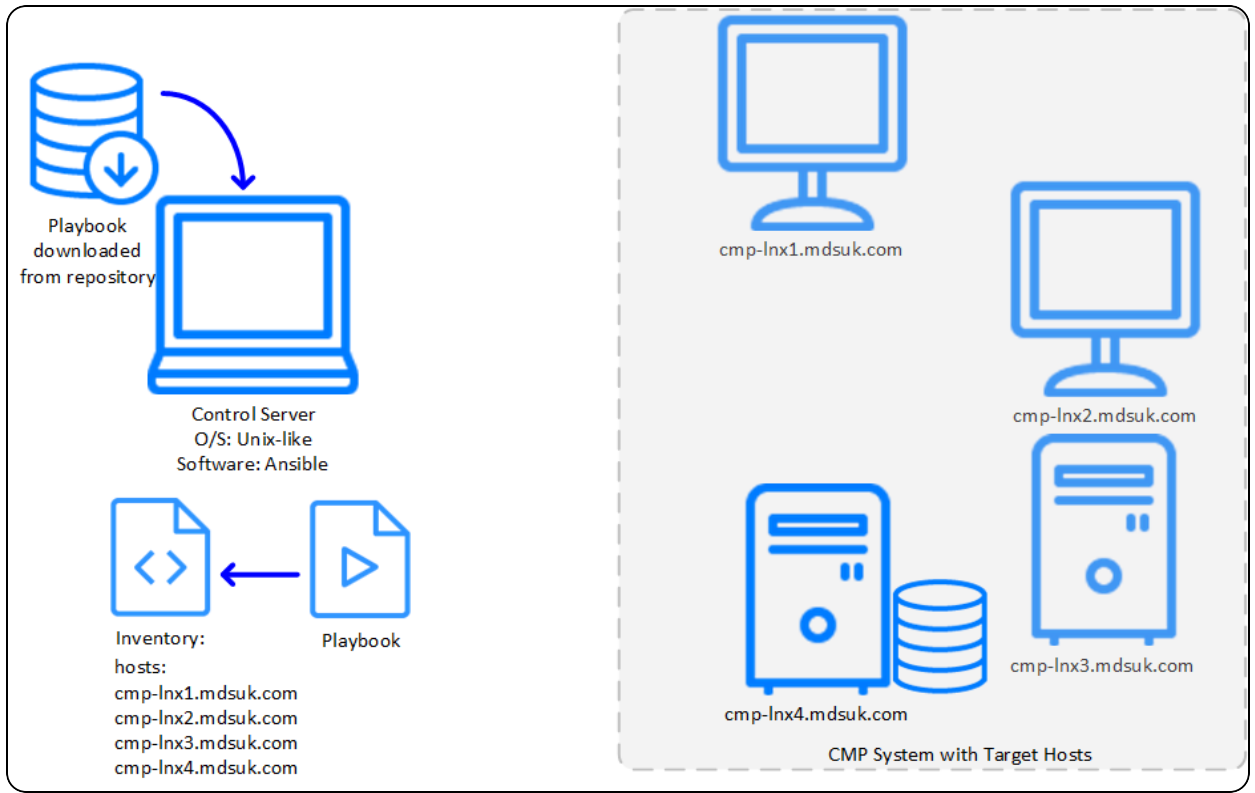 Playbook
downloaded
from repository
Control Server
O/S: Unix-like
Software: Ansible
Inventory:
hosts:
cmp-lnx1.mdsuk.com
cmp-lnx2.mdsuk.com
cmp-lnx3.mdsuk.com
cmp-lnx4.mdsuk.com
Playbook
cmp-lnx1.mdsuk.com
cmp-lnx2.mdsuk.com
cmp-lnx3.mdsuk.com
cmp-lnx4.mdsuk.com
CMP System with Target Hosts